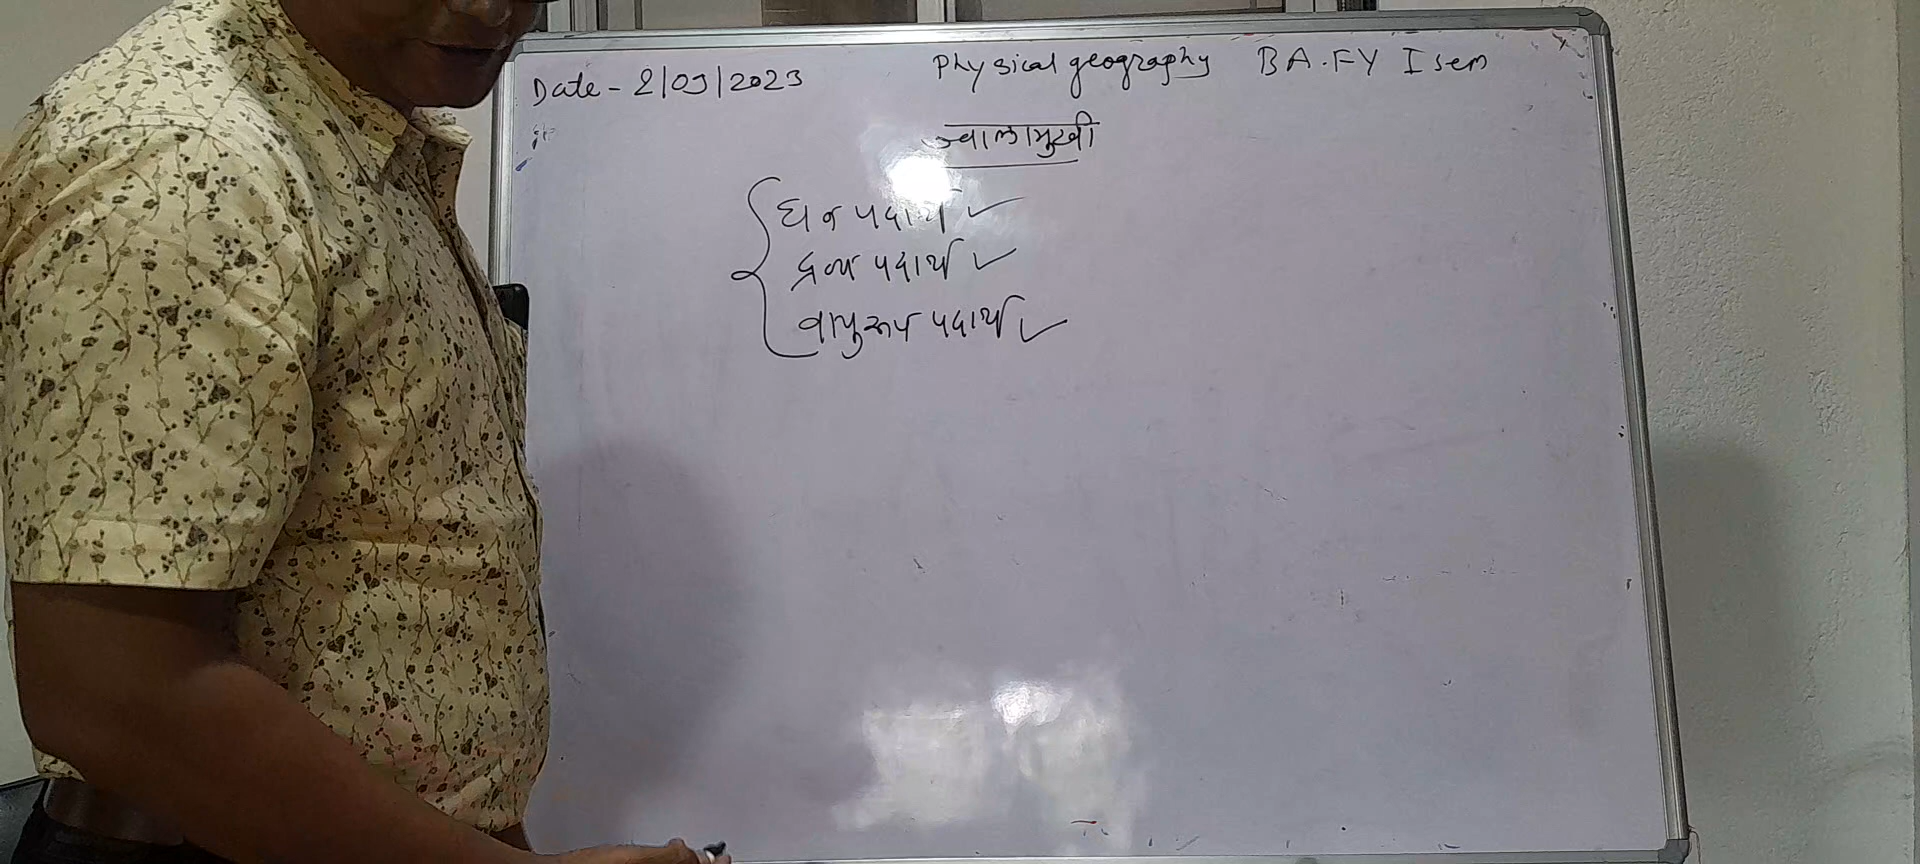 Date - 2/09/2023
Physical geography BA.FY I sem
ज्वालामुखी
घन पदार्थ ✓
द्रव्य पदार्थ ✓
वायुरूप पदार्थ ✓